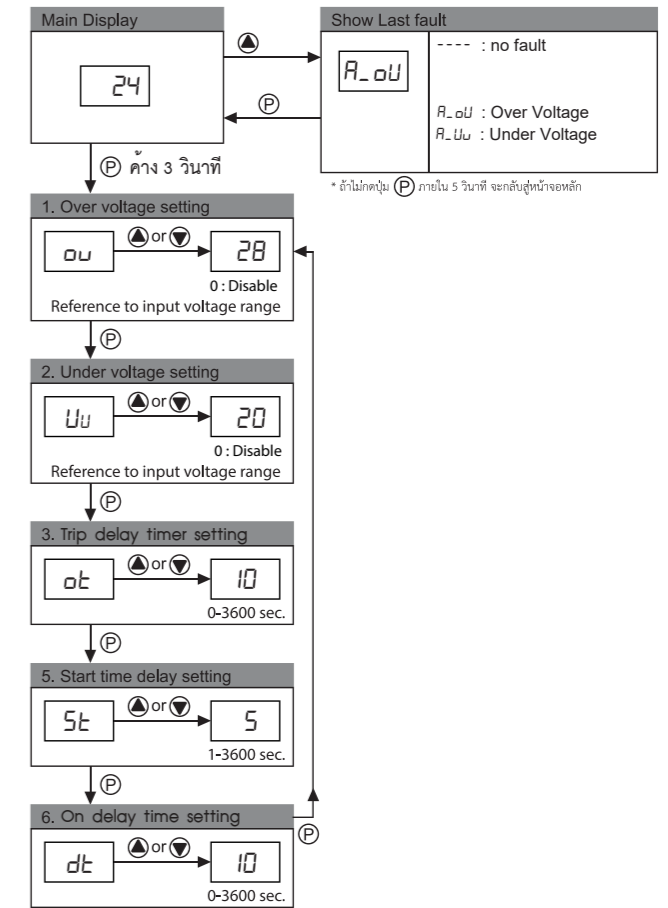 Main Display
24
Show Last fault
A_oU
- - - - : no fault
A_oU : Over Voltage
A_Uu : Under Voltage
P
P ค้าง 3 วินาที
* ถ้าไม่กดปุ่ม P ภายใน 5 วินาที จะกลับสู่หน้าจอหลัก
1. Over voltage setting
ou
or
28
0 : Disable
Reference to input voltage range
P
2. Under voltage setting
Uu
or
20
0 : Disable
Reference to input voltage range
P
3. Trip delay timer setting
ot
or
10
0-3600 sec.
P
5. Start time delay setting
St
or
5
1-3600 sec.
P
6. On delay time setting
P
dt
or
10
0-3600 sec.